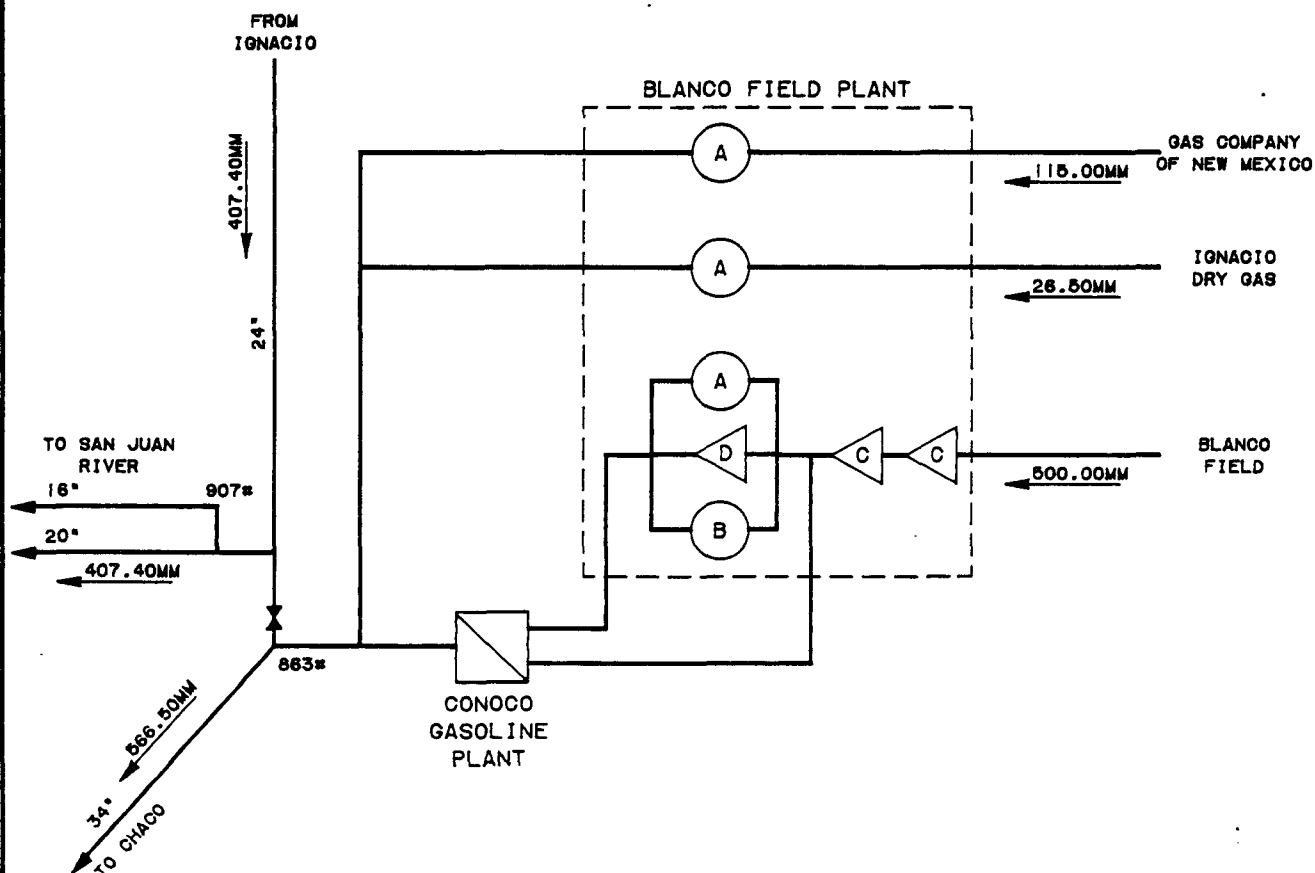 FROM
IGNACIO
BLANCO FIELD PLANT
407.40MM
A
GAS COMPANY
OF NEW MEXICO
115.00MM
A
IGNACIO
DRY GAS
26.50MM
24"
A
TO SAN JUAN
RIVER
D
C
C
BLANCO
FIELD
500.00MM
16"
907#
B
20"
407.40MM
863#
CONOCO
GASOLINE
PLANT
566.50MM
34"
TO CHACO